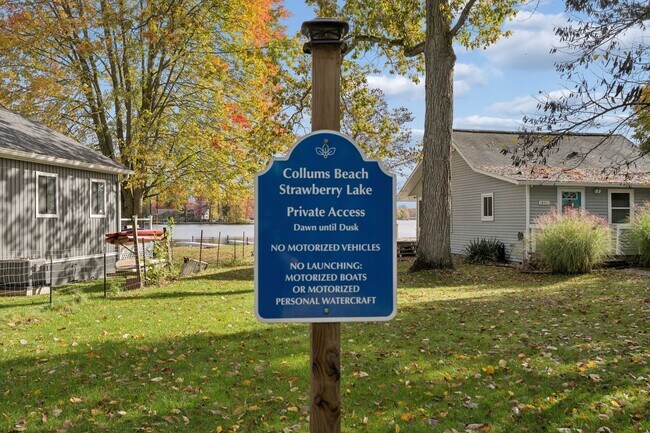 Collums Beach
Strawberry Lake
Private Access
Dawn until Dusk
NO MOTORIZED VEHICLES
NO LAUNCHING:
MOTORIZED BOATS
OR MOTORIZED
PERSONAL WATERCRAFT